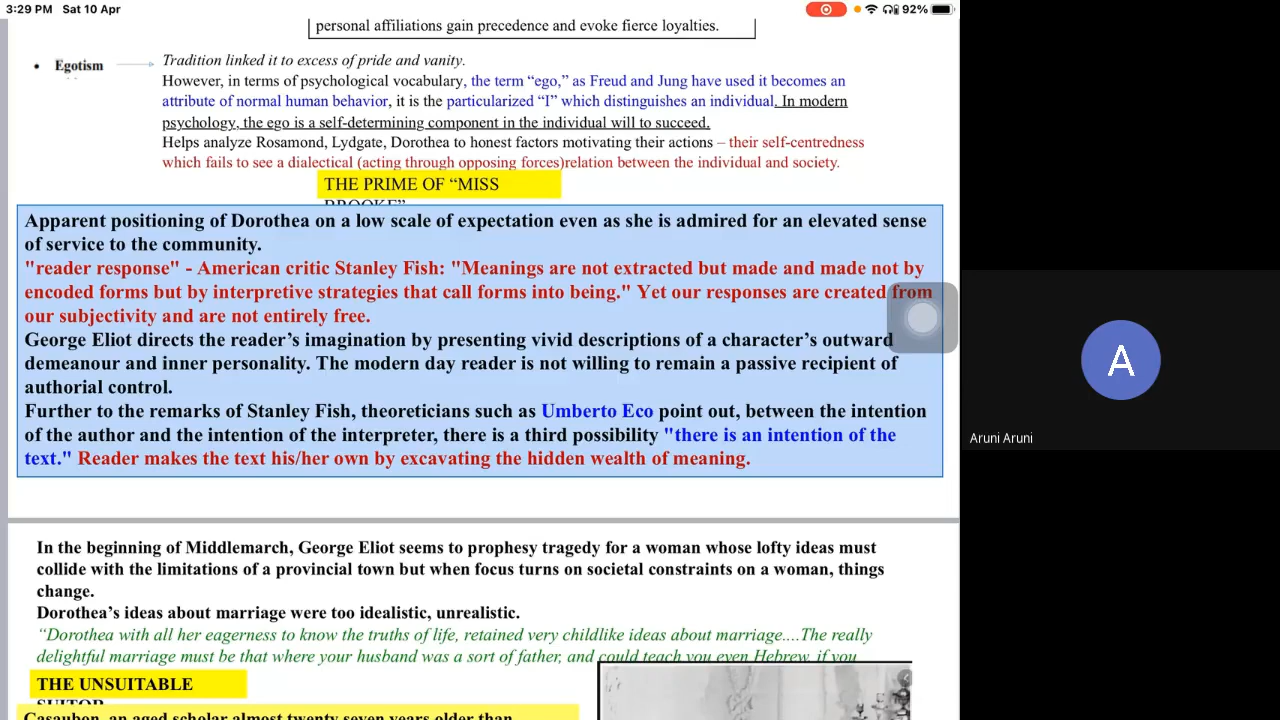 3:29 PM Sat 10 Apr
92%
personal affiliations gain precedence and evoke fierce loyalties.
• Egotism
Tradition linked it to excess of pride and vanity.
However, in terms of psychological vocabulary, the term “ego,” as Freud and Jung have used it becomes an
attribute of normal human behavior, it is the particularized “I” which distinguishes an individual. In modern
psychology, the ego is a self-determining component in the individual will to succeed.
Helps analyze Rosamond, Lydgate, Dorothea to honest factors motivating their actions – their self-centredness
which fails to see a dialectical (acting through opposing forces)relation between the individual and society.
THE PRIME OF “MISS
BROOKE”
Apparent positioning of Dorothea on a low scale of expectation even as she is admired for an elevated sense
of service to the community.
"reader response" - American critic Stanley Fish: "Meanings are not extracted but made and made not by
encoded forms but by interpretive strategies that call forms into being." Yet our responses are created from
our subjectivity and are not entirely free.
George Eliot directs the reader’s imagination by presenting vivid descriptions of a character’s outward
demeanour and inner personality. The modern day reader is not willing to remain a passive recipient of
authorial control.
Further to the remarks of Stanley Fish, theoreticians such as Umberto Eco point out, between the intention
of the author and the intention of the interpreter, there is a third possibility "there is an intention of the
text." Reader makes the text his/her own by excavating the hidden wealth of meaning.
A
Aruni Aruni
In the beginning of Middlemarch, George Eliot seems to prophesy tragedy for a woman whose lofty ideas must
collide with the limitations of a provincial town but when focus turns on societal constraints on a woman, things
change.
Dorothea’s ideas about marriage were too idealistic, unrealistic.
“Dorothea with all her eagerness to know the truths of life, retained very childlike ideas about marriage....The really
delightful marriage must be that where your husband was a sort of father, and could teach you even Hebrew, if you
THE UNSUITABLE
SUITOR
Casaubon, an aged scholar almost twenty seven years older than